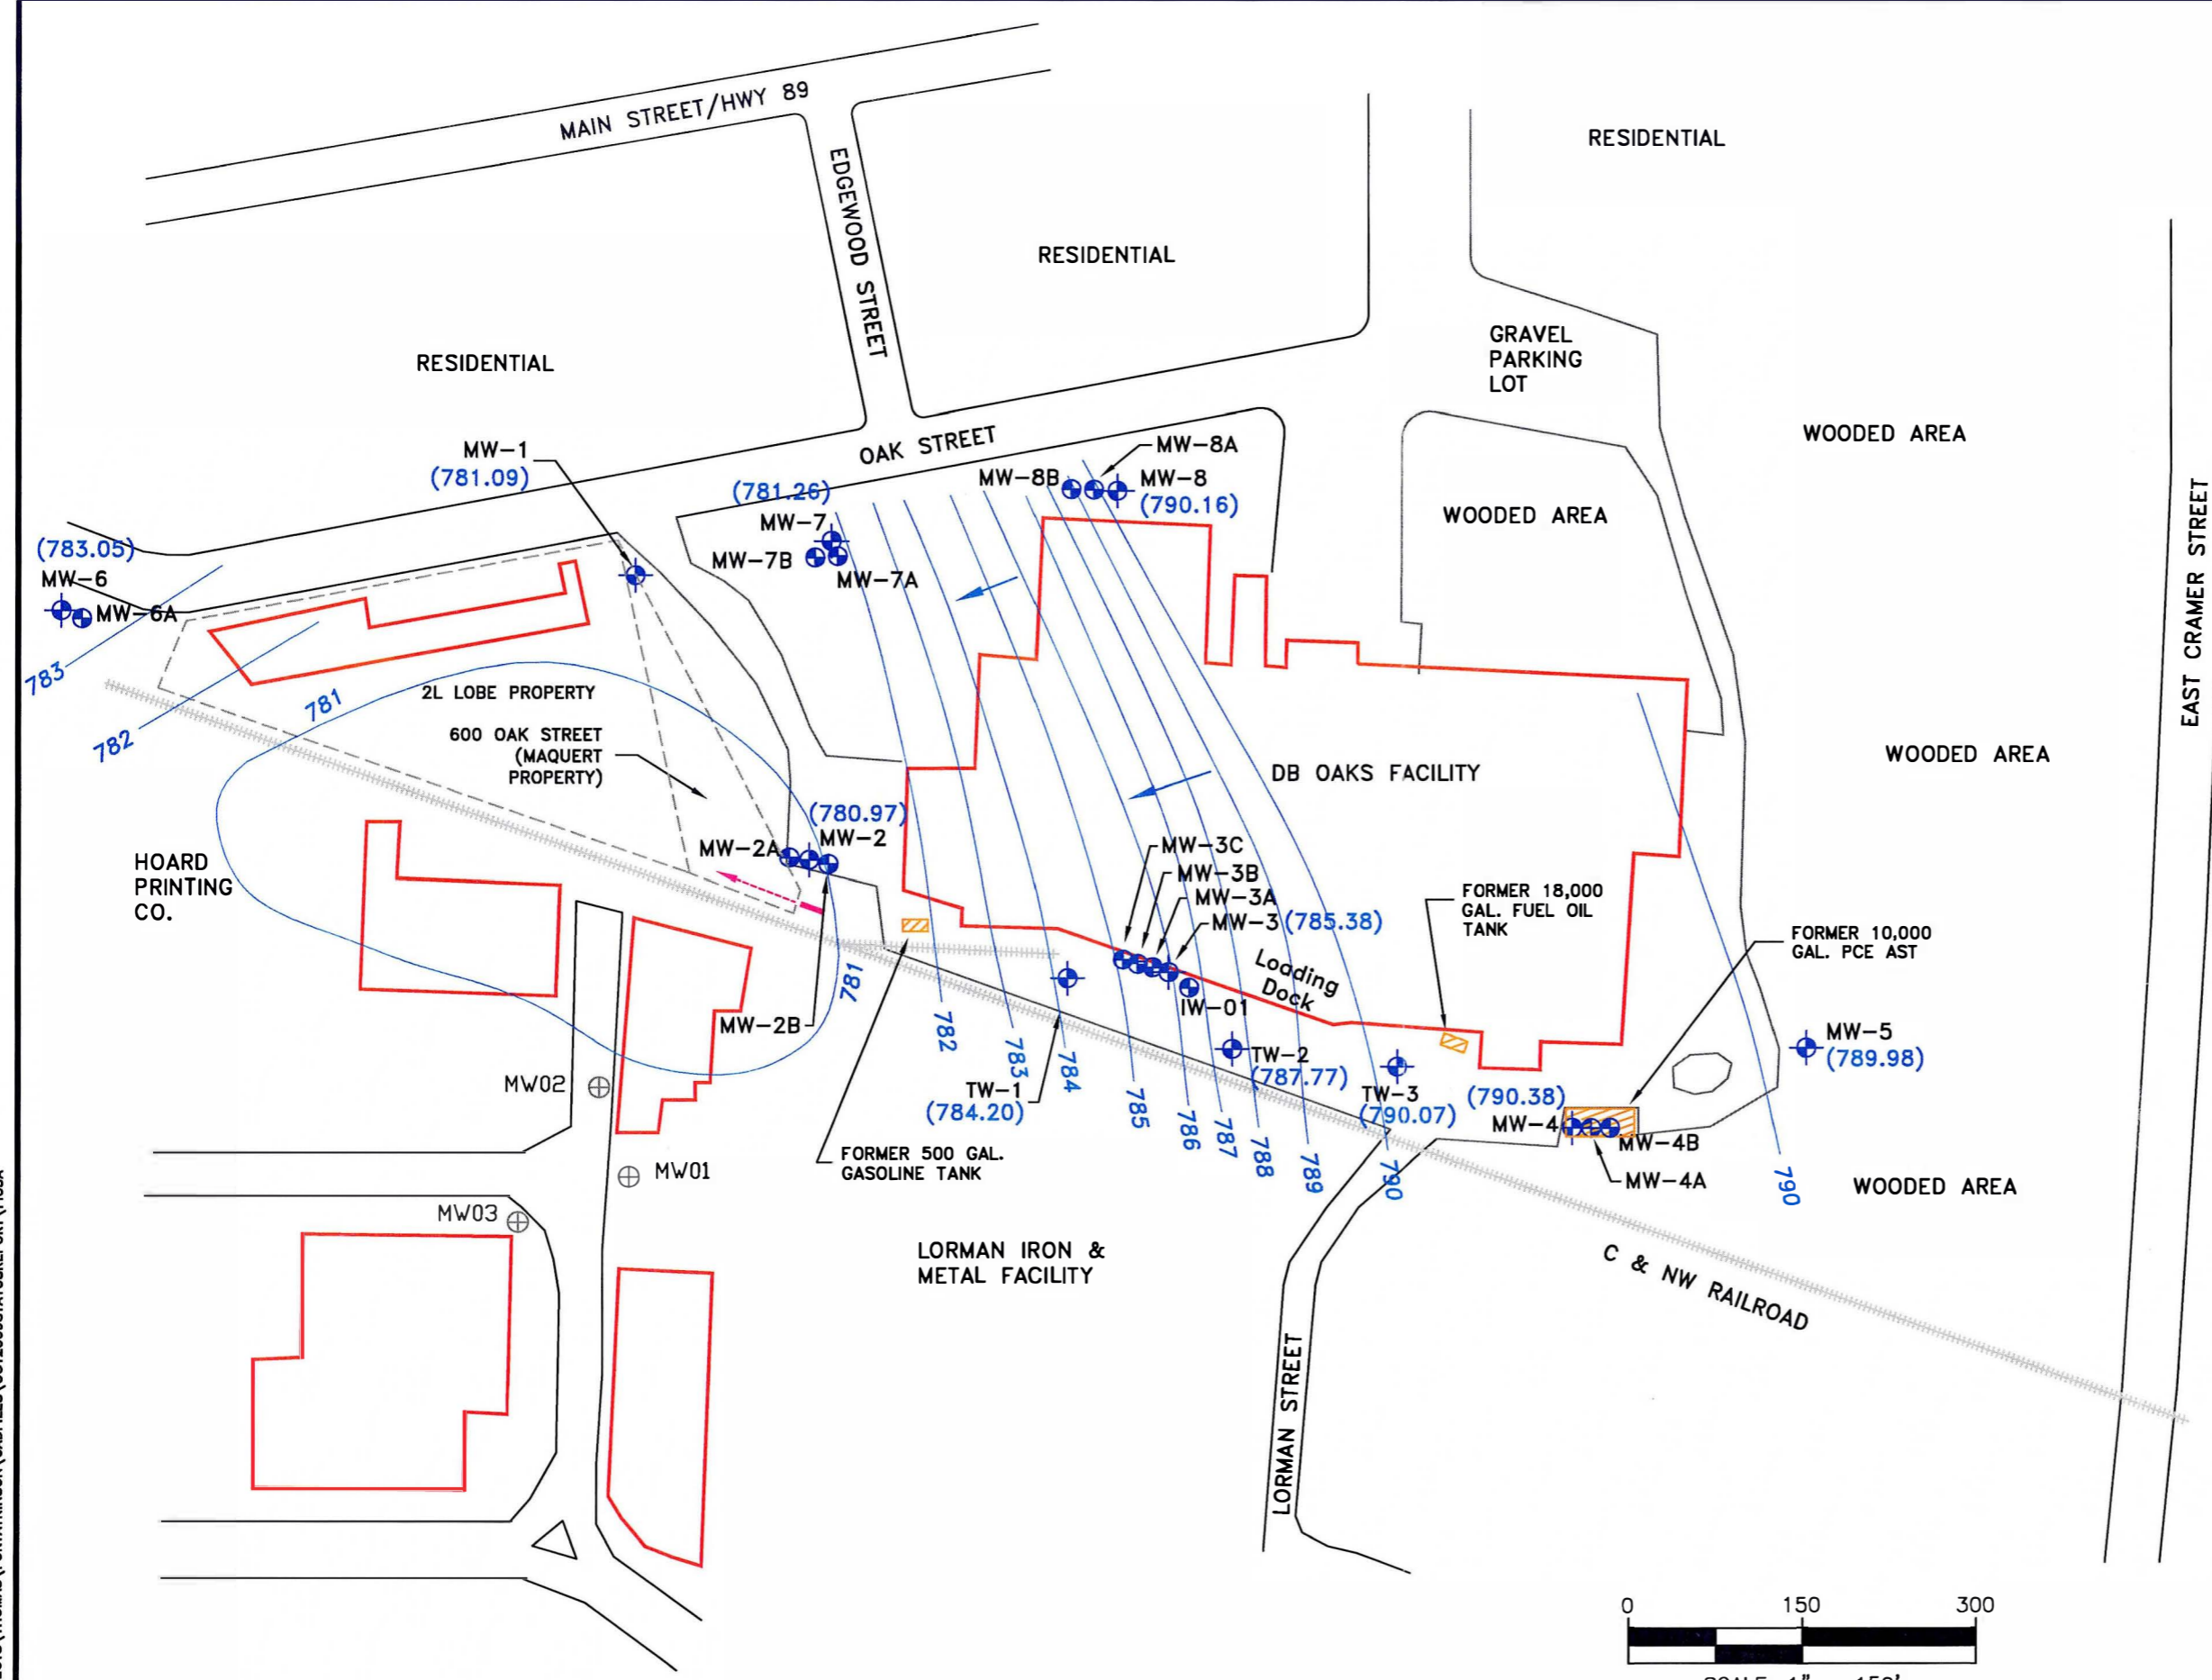 MAIN STREET/HWY 89
EDGEWOOD STREET
RESIDENTIAL
RESIDENTIAL
RESIDENTIAL
GRAVEL
PARKING
LOT
WOODED AREA
WOODED AREA
WOODED AREA
WOODED AREA
EAST CRAMER STREET
OAK STREET
MW-1
(781.09)
(781.26)
MW-7
MW-7B
MW-7A
MW-8A
MW-8B
MW-8
(790.16)
(783.05)
MW-6
MW-6A
783
782
781
2L LOBE PROPERTY
600 OAK STREET
(MAQUERT
PROPERTY)
DB OAKS FACILITY
(780.97)
MW-2A
MW-2
HOARD
PRINTING
CO.
MW-3C
MW-3B
MW-3A
MW-3 (785.38)
FORMER 18,000
GAL. FUEL OIL
TANK
FORMER 10,000
GAL. PCE AST
Loading
Dock
IW-01
MW-2B
781
782
783
784
785
786
787
788
789
790
790
TW-1
(784.20)
TW-2
(787.77)
TW-3
(790.07)
(790.38)
MW-4
MW-4B
MW-4A
MW-5
(789.98)
MW02
MW01
MW03
FORMER 500 GAL.
GASOLINE TANK
LORMAN IRON &
METAL FACILITY
C & NW RAILROAD
LORMAN STREET
0 150 300